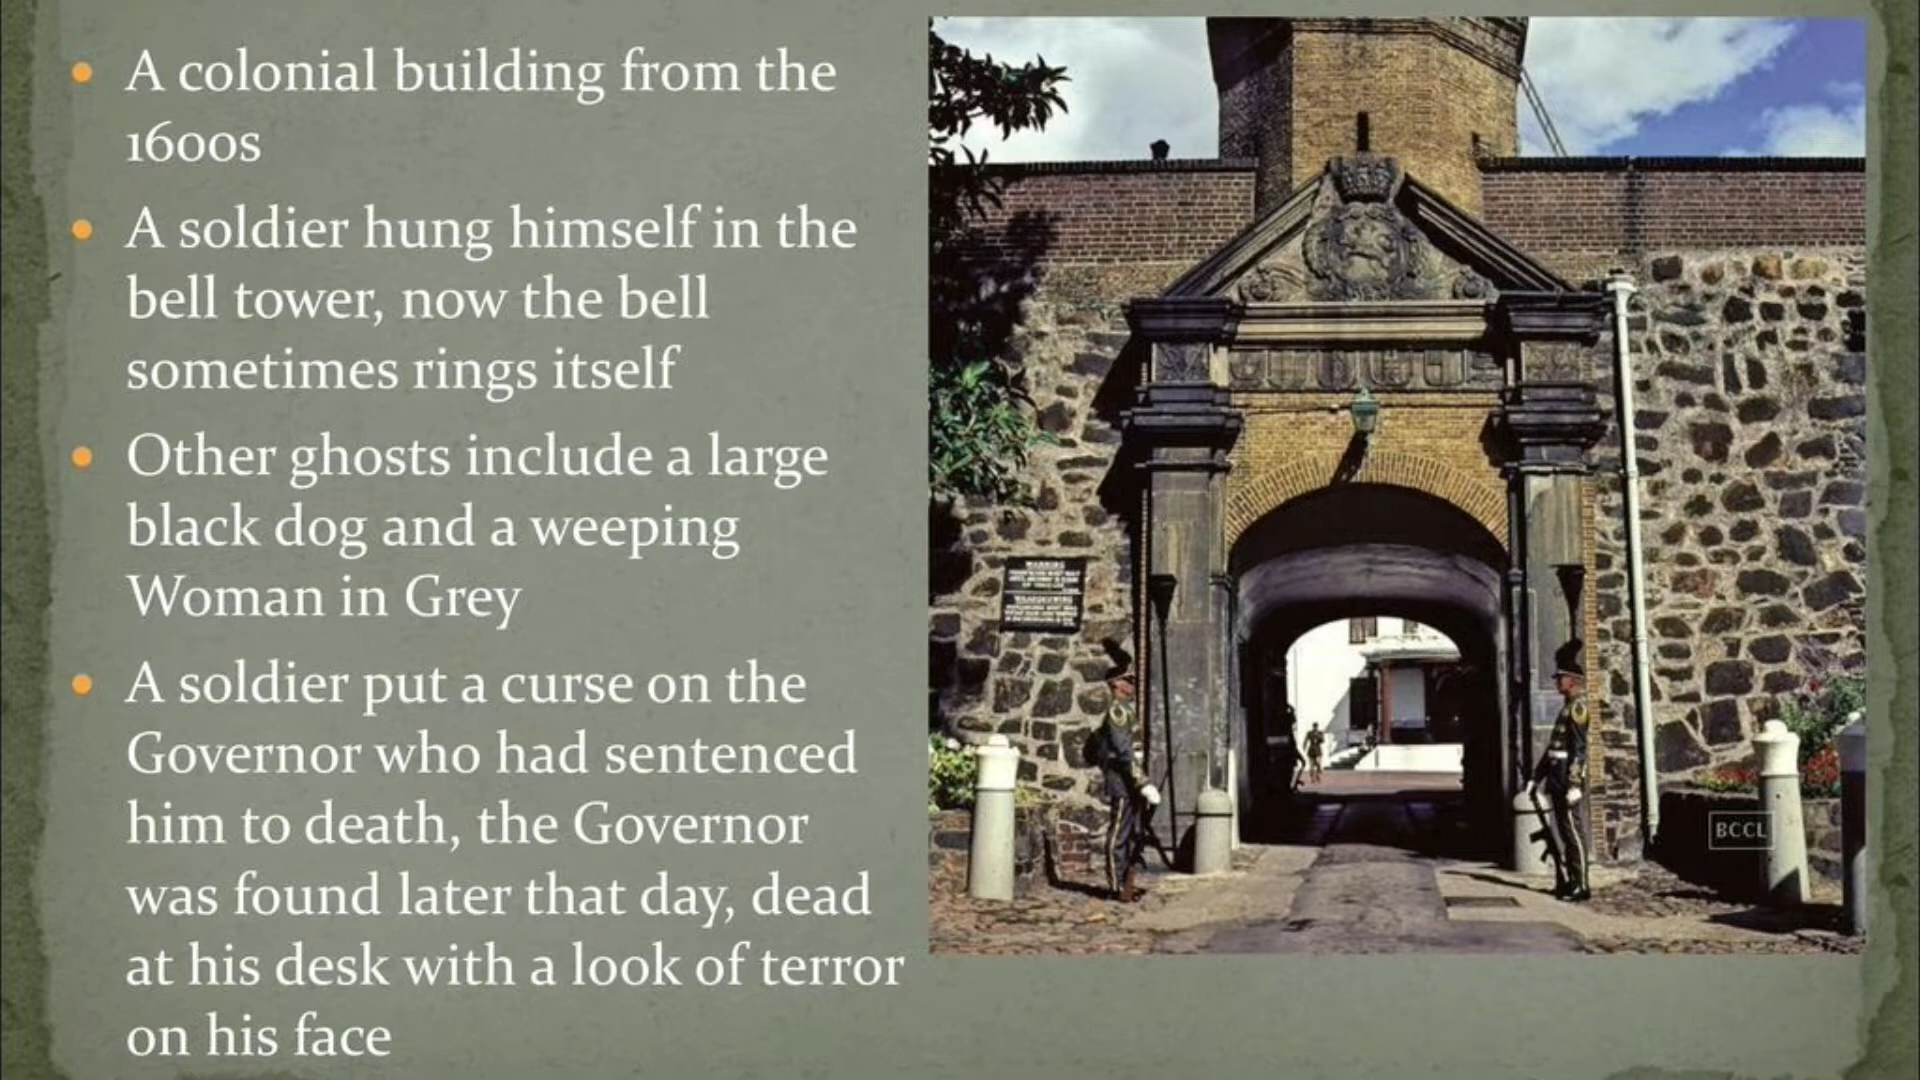 A colonial building from the
1600s
A soldier hung himself in the
bell tower, now the bell
sometimes rings itself
Other ghosts include a large
black dog and a weeping
Woman in Grey
A soldier put a curse on the
Governor who had sentenced
him to death, the Governor
was found later that day, dead
at his desk with a look of terror
on his face
WARNING
BCCL